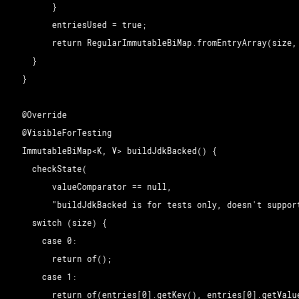 }
entriesUsed = true;
return RegularImmutableBiMap.fromEntryArray(size,
}
}
@Override
@VisibleForTesting
ImmutableBiMap<K, V> buildJdkBacked() {
checkState(
valueComparator == null,
"buildJdkBacked is for tests only, doesn't support
switch (size) {
case 0:
return of();
case 1:
return of(entries[0].getKey(), entries[0].getValue